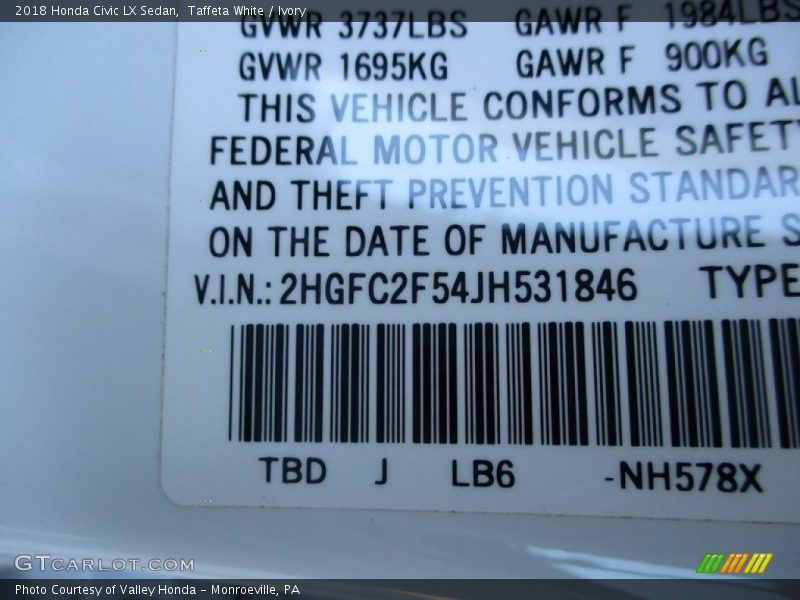 2018 Honda Civic LX Sedan, Taffeta White / Ivory
GVWR 3737LBS GAWR F 1984LBS
GVWR 1695KG GAWR F 900KG
THIS VEHICLE CONFORMS TO AL
FEDERAL MOTOR VEHICLE SAFET
AND THEFT PREVENTION STANDAR
ON THE DATE OF MANUFACTURE S
V.I.N.: 2HGFC2F54JH531846 TYPE
TBD J LB6 -NH578X
GTCARLOT.COM
Photo Courtesy of Valley Honda - Monroeville, PA